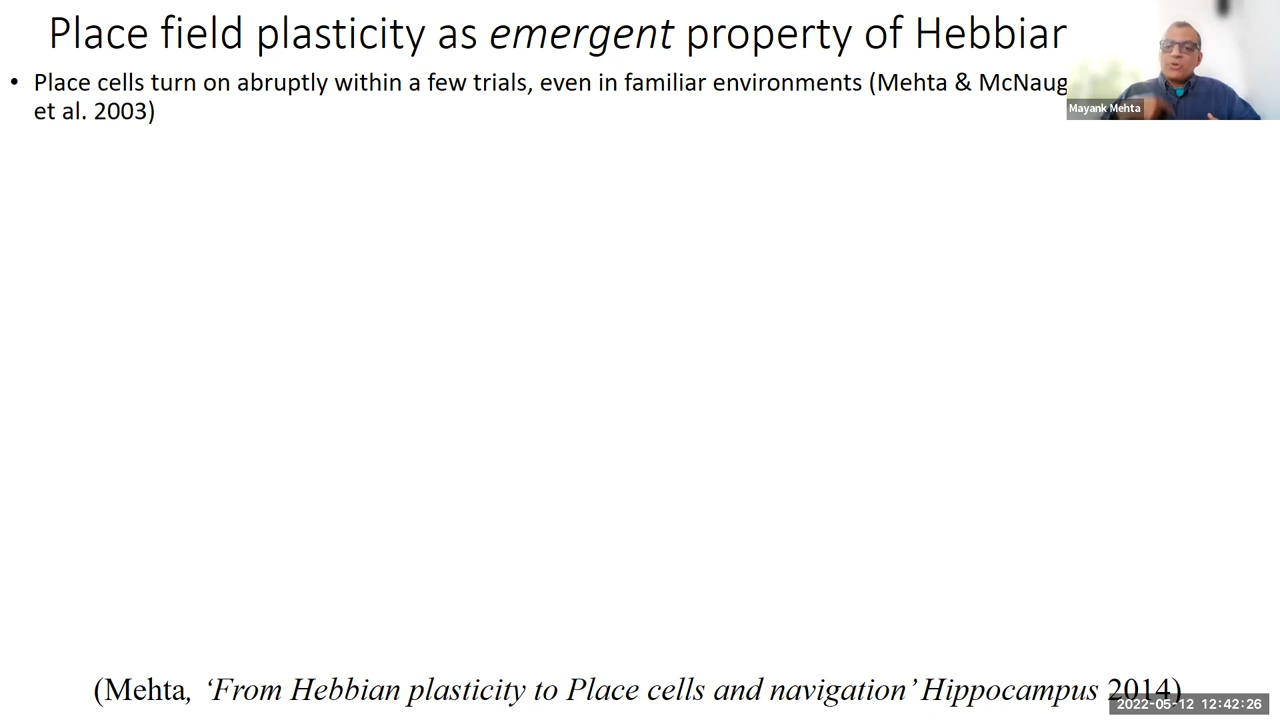 Place field plasticity as emergent property of Hebbian
• Place cells turn on abruptly within a few trials, even in familiar environments (Mehta & McNaug
et al. 2003)
Mayank Mehta
(Mehta, ‘From Hebbian plasticity to Place cells and navigation’ Hippocampus 2014)
2022-05-12 12:42:26